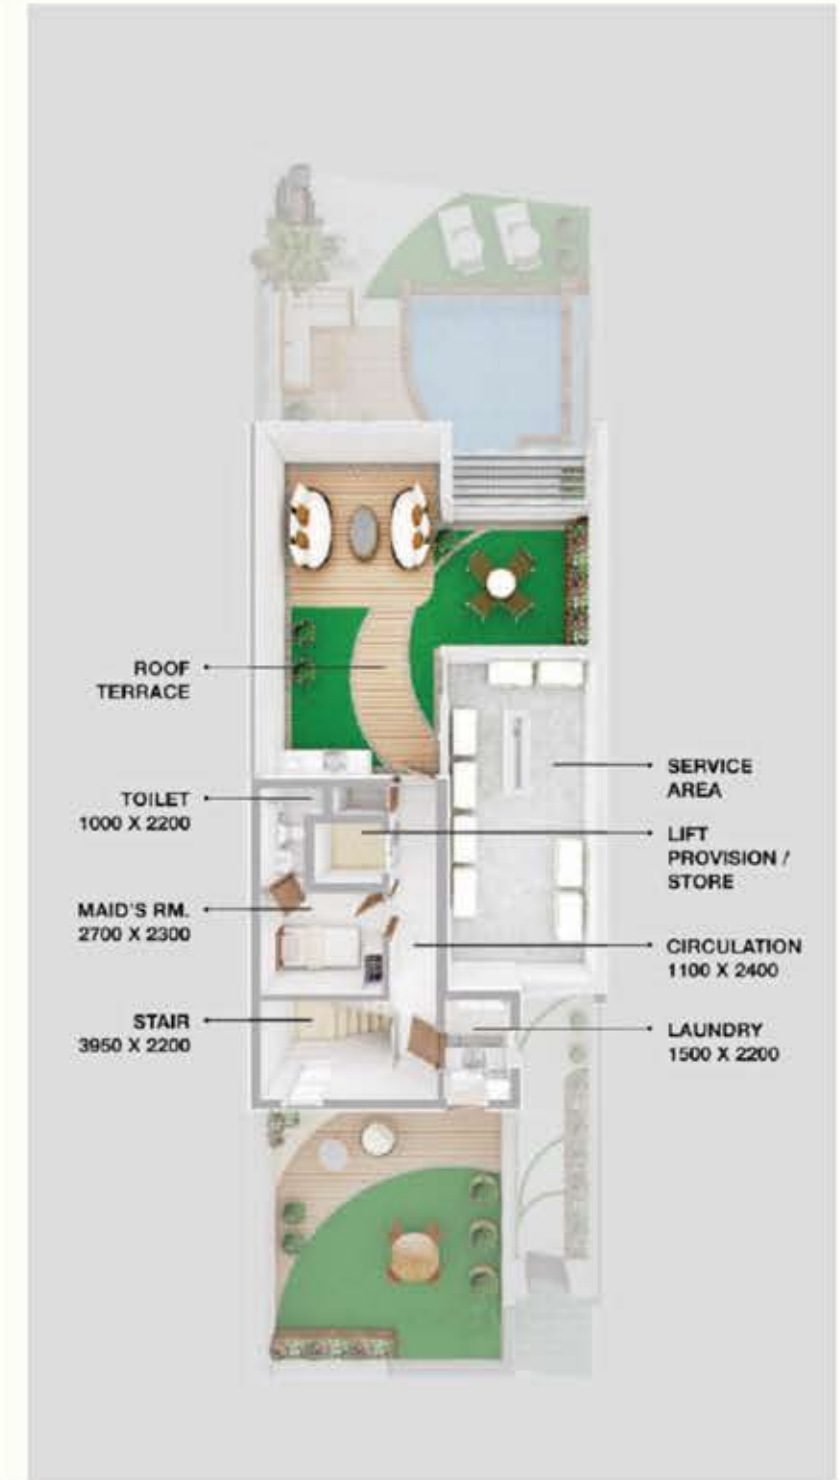 ROOF
TERRACE
TOILET
1000 X 2200
MAID'S RM.
2700 X 2300
STAIR
3950 X 2200
SERVICE
AREA
LIFT
PROVISION /
STORE
CIRCULATION
1100 X 2400
LAUNDRY
1500 X 2200